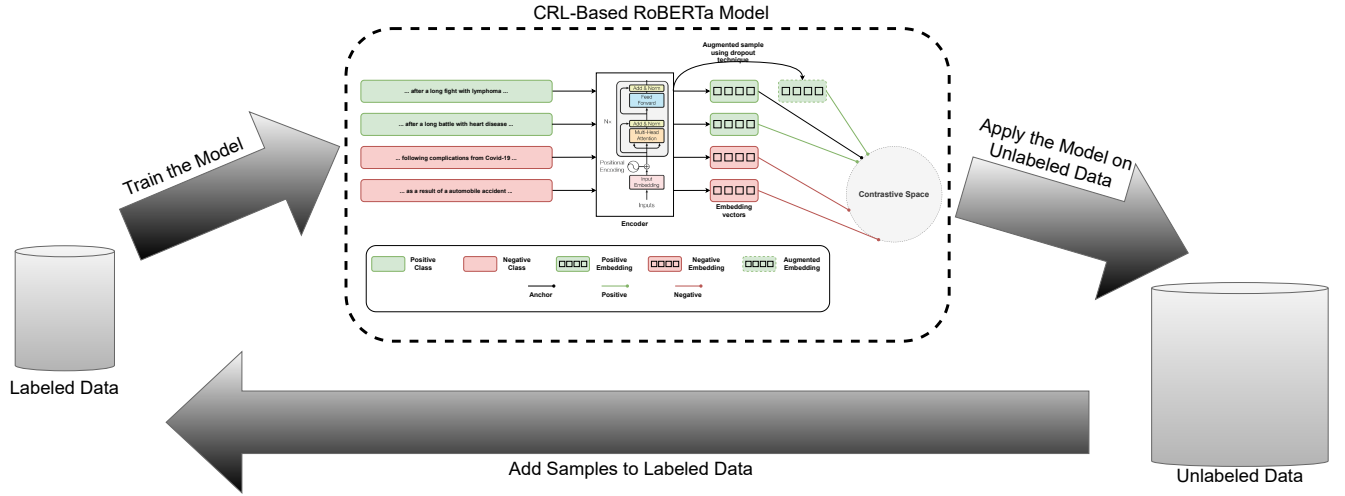 CRL-Based RoBERTa Model
Augmented sample
using dropout
technique
... after a long fight with lymphoma ...
... after a long battle with heart disease ...
... following complications from Covid-19 ...
... as a result of a automobile accident ...
Add & Norm
Feed
Forward
N×
Add & Norm
Multi-Head
Attention
Positional
Encoding
Input
Embedding
Inputs
Encoder
Embedding
vectors
Contrastive Space
Positive
Class
Negative
Class
Positive
Embedding
Negative
Embedding
Augmented
Embedding
Anchor
Positive
Negative
Train the Model
Apply the Model on
Unlabeled Data
Labeled Data
Add Samples to Labeled Data
Unlabeled Data